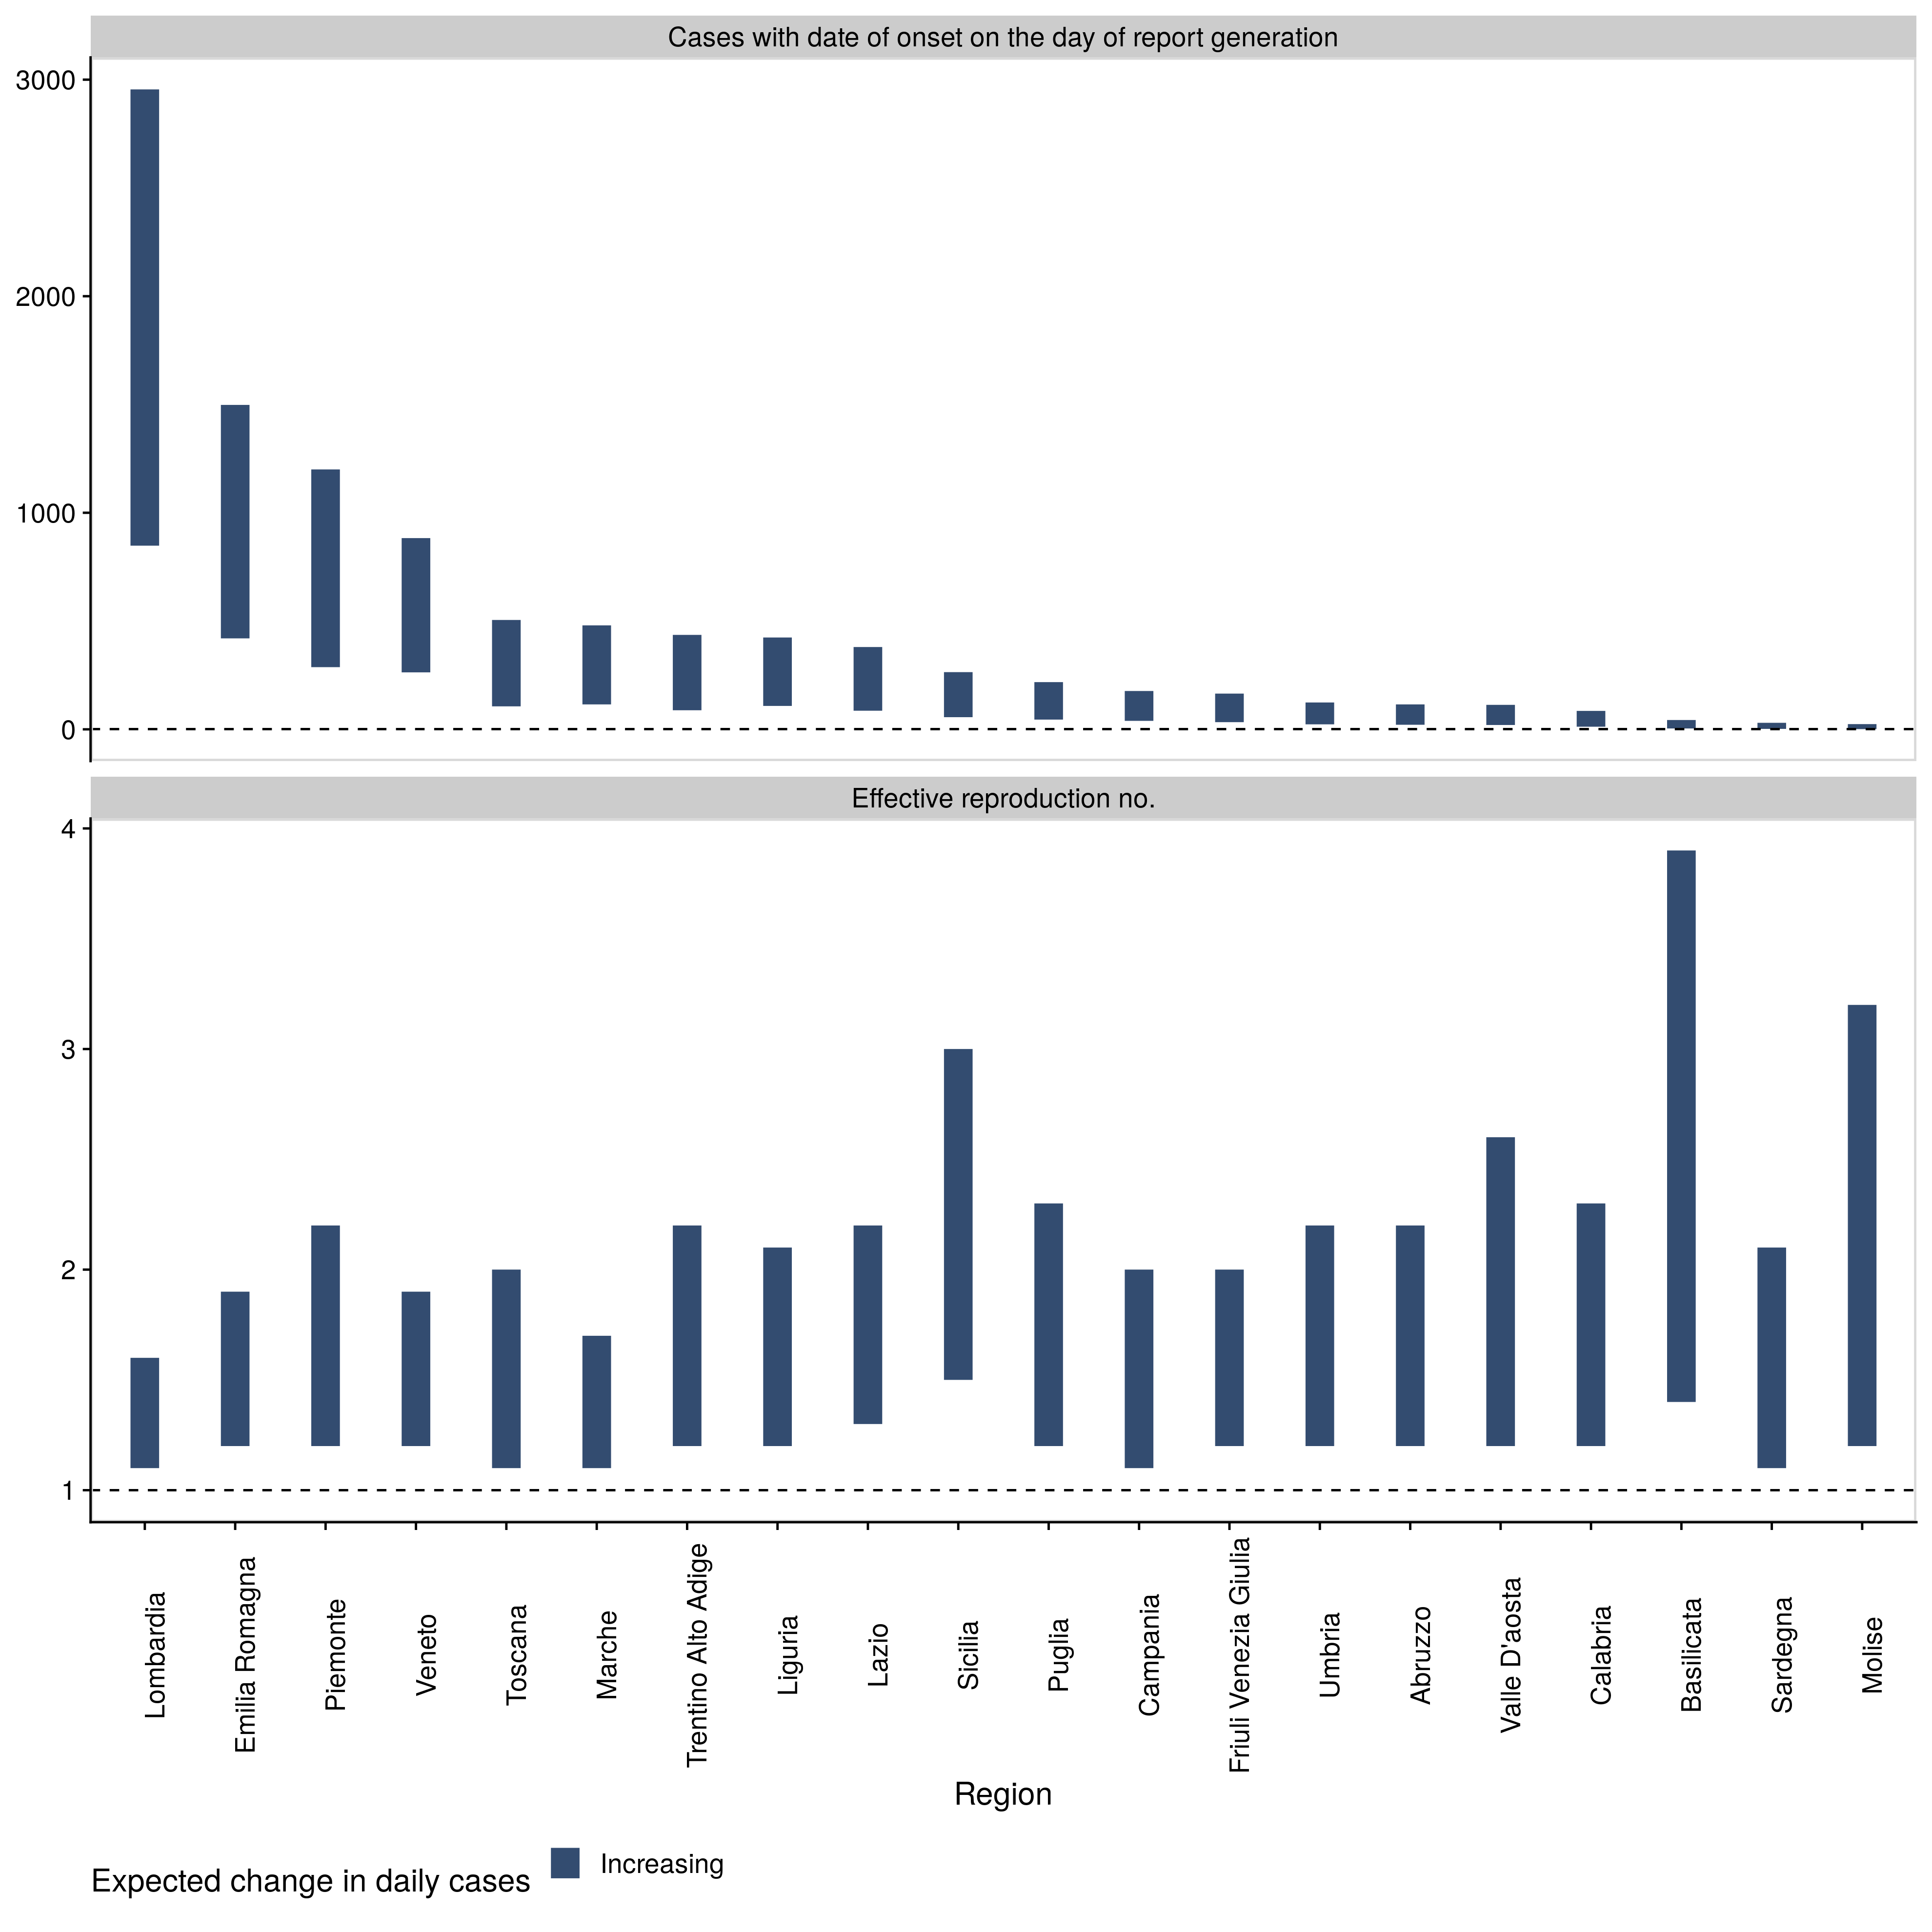 Cases with date of onset on the day of report generation
3000
2000
1000
0
Effective reproduction no.
4
3
2
1
Lombardia
Emilia Romagna
Piemonte
Veneto
Toscana
Marche
Trentino Alto Adige
Liguria
Lazio
Sicilia
Puglia
Campania
Friuli Venezia Giulia
Umbria
Abruzzo
Valle D'aosta
Calabria
Basilicata
Sardegna
Molise
Region
Expected change in daily cases
Increasing